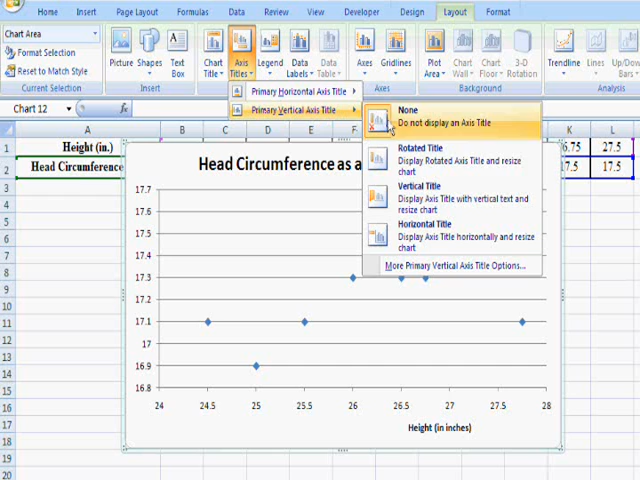 Home Insert Page Layout Formulas Data Review View Developer Design Layout Format
Chart Area
Format Selection
Reset to Match Style
Current Selection
Picture Shapes Text Box
Insert
Chart Title Axis Titles Legend Data Labels Data Table
Axes Gridlines
Axes
Plot Area Chart Wall Chart Floor 3-D Rotation
Background
Trendline Lines Up/Down Bars
Analysis
Primary Horizontal Axis Title
Primary Vertical Axis Title
None
Do not display an Axis Title
Rotated Title
Display Rotated Axis Title and resize
chart
Vertical Title
Display Axis Title with vertical text and
resize chart
Horizontal Title
Display Axis Title horizontally and resize
chart
More Primary Vertical Axis Title Options...
Chart 12 fx
A B C D E F K L
1 Height (in.) 6.75 27.5
2 Head Circumference 17.5 17.5
3
4
5
6
7
8
9
10
11
12
13
14
15
16
17
18
19
20
Head Circumference as a
17.7
17.6
17.5
17.4
17.3
17.2
17.1
17
16.9
16.8
24 24.5 25 25.5 26 26.5 27 27.5 28
Height (in inches)